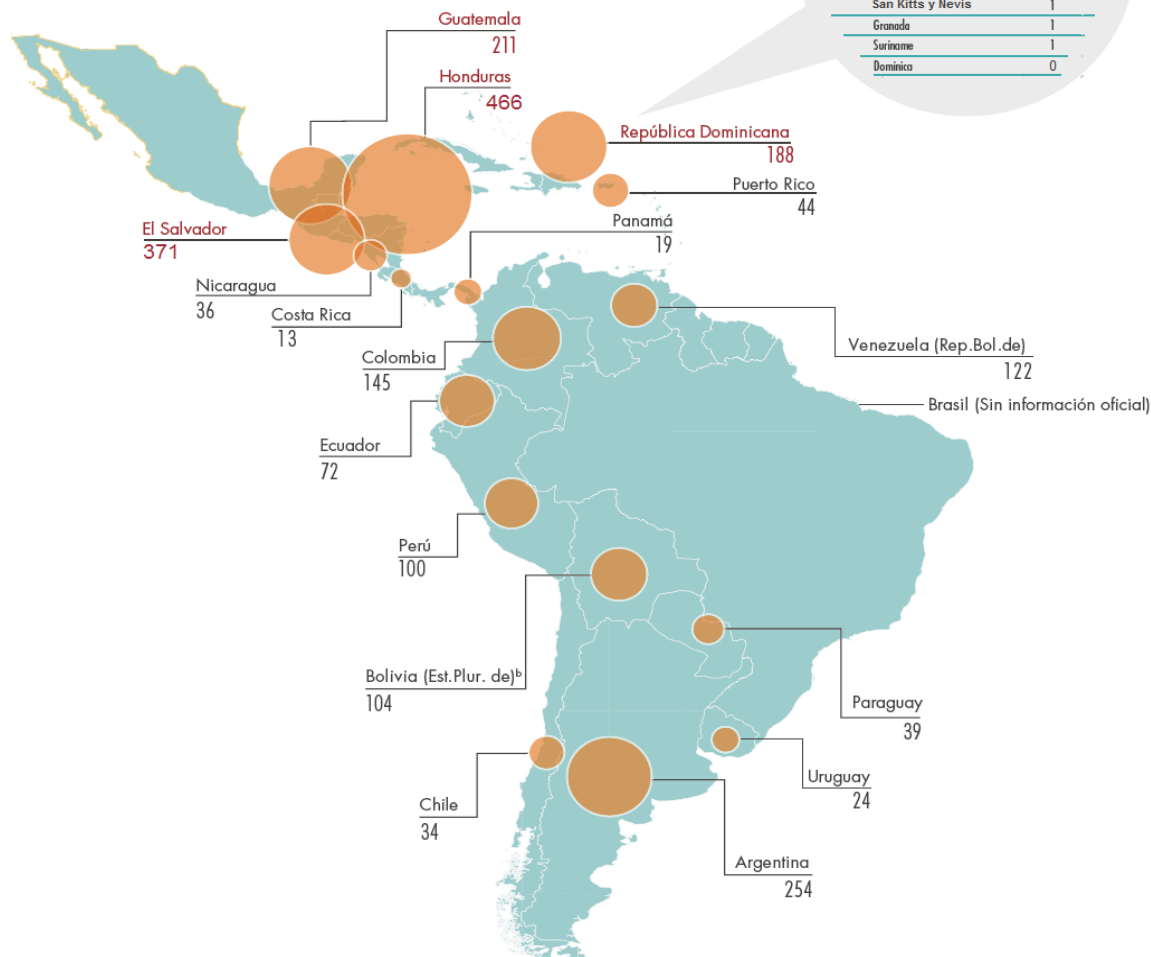 San Kitts y Nevis 1
Granada 1
Suriname 1
Dominica 0
Guatemala
211
Honduras
466
República Dominicana
188
Puerto Rico
44
Panamá
19
El Salvador
371
Nicaragua
36
Costa Rica
13
Colombia
145
Venezuela (Rep.Bol.de)
122
Brasil (Sin información oficial)
Ecuador
72
Perú
100
Bolivia (Est.Plur. de)ᵇ
104
Paraguay
39
Uruguay
24
Chile
34
Argentina
254